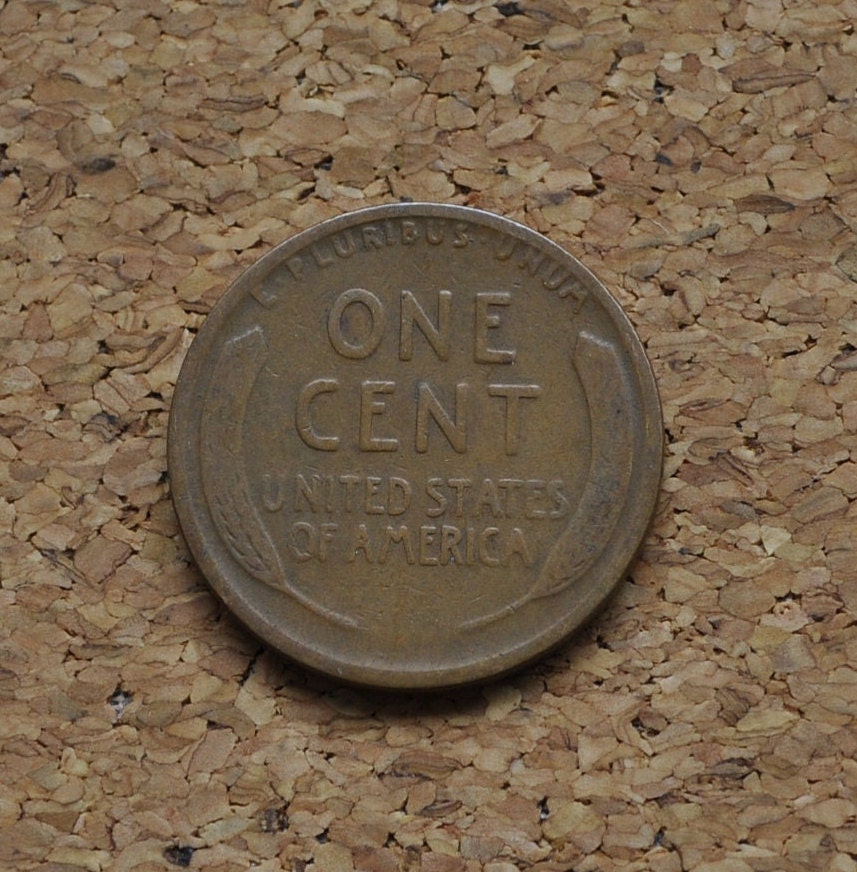 E · PLURIBUS · UNUM
ONE
CENT
UNITED STATES
OF AMERICA